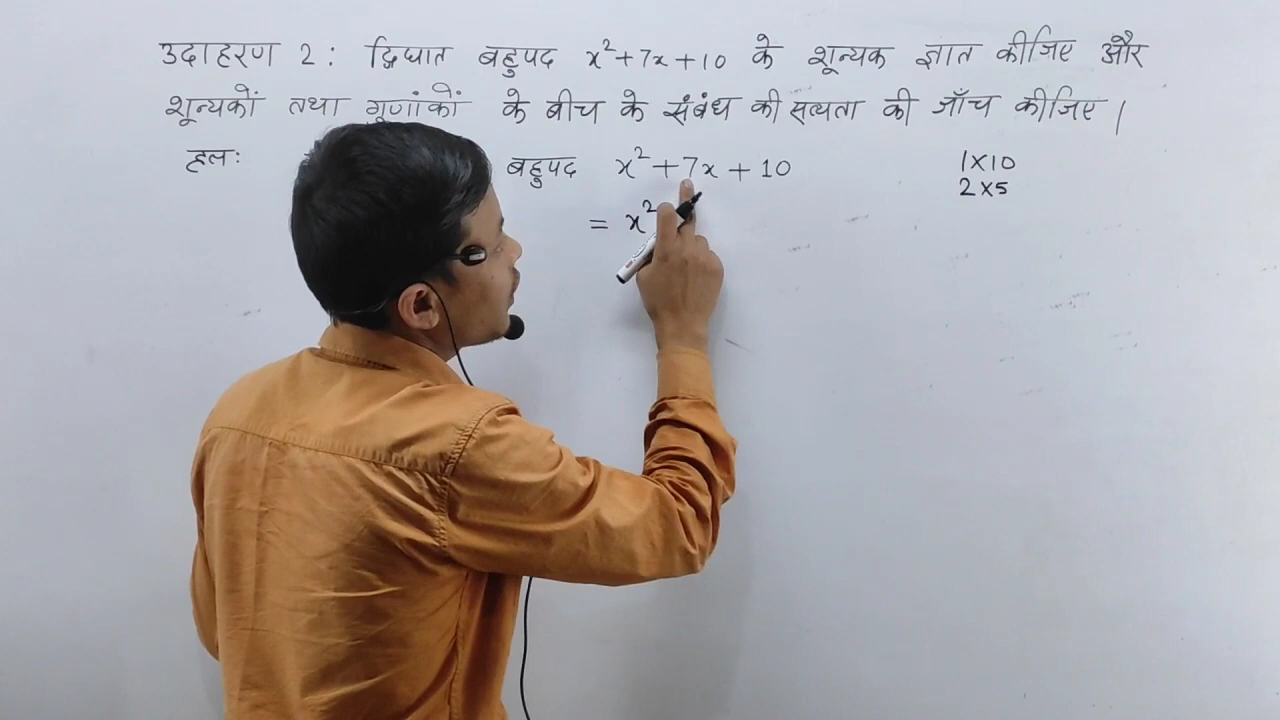 उदाहरण 2 : द्विघात बहुपद x²+7x+10 के शून्यक ज्ञात कीजिए और
शून्यकों तथा गूणांकों के बीच के संबंध की सत्यता की जाँच कीजिए।
हलः बहुपद x²+7x+10
= x²
1×10
2×5